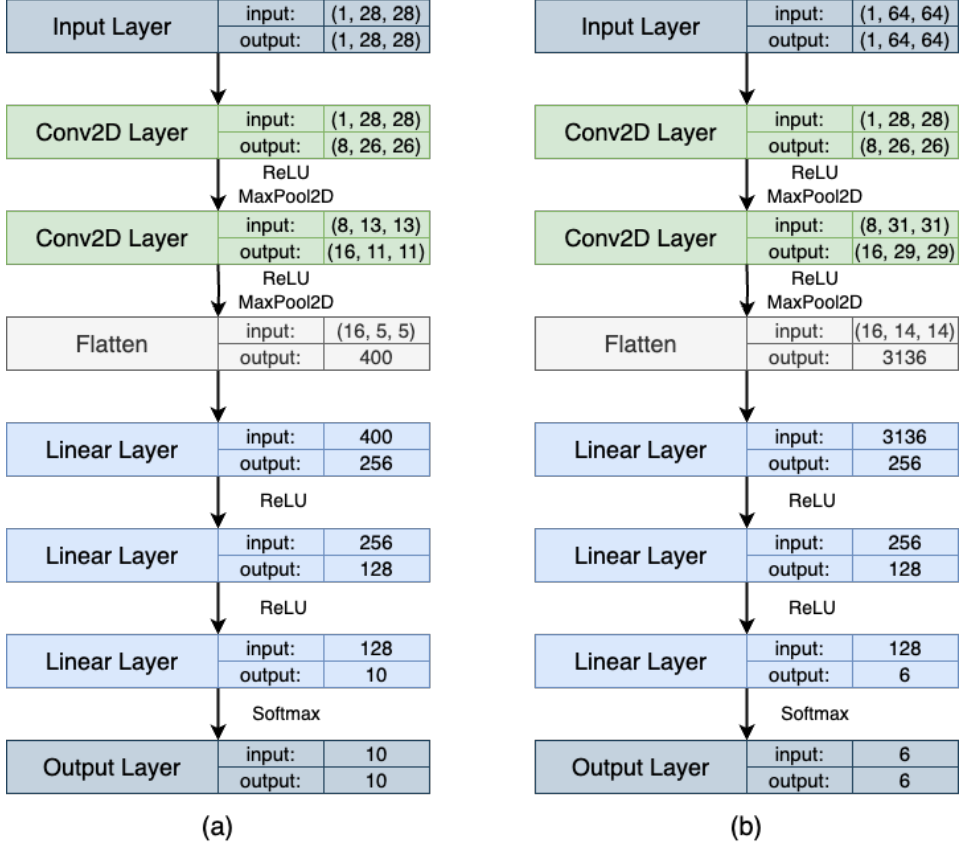 Input Layer
input: (1, 28, 28)
output: (1, 28, 28)
Conv2D Layer
input: (1, 28, 28)
output: (8, 26, 26)
ReLU
MaxPool2D
Conv2D Layer
input: (8, 13, 13)
output: (16, 11, 11)
ReLU
MaxPool2D
Flatten
input: (16, 5, 5)
output: 400
Linear Layer
input: 400
output: 256
ReLU
Linear Layer
input: 256
output: 128
ReLU
Linear Layer
input: 128
output: 10
Softmax
Output Layer
input: 10
output: 10
(a)
Input Layer
input: (1, 64, 64)
output: (1, 64, 64)
Conv2D Layer
input: (1, 28, 28)
output: (8, 26, 26)
ReLU
MaxPool2D
Conv2D Layer
input: (8, 31, 31)
output: (16, 29, 29)
ReLU
MaxPool2D
Flatten
input: (16, 14, 14)
output: 3136
Linear Layer
input: 3136
output: 256
ReLU
Linear Layer
input: 256
output: 128
ReLU
Linear Layer
input: 128
output: 6
Softmax
Output Layer
input: 6
output: 6
(b)